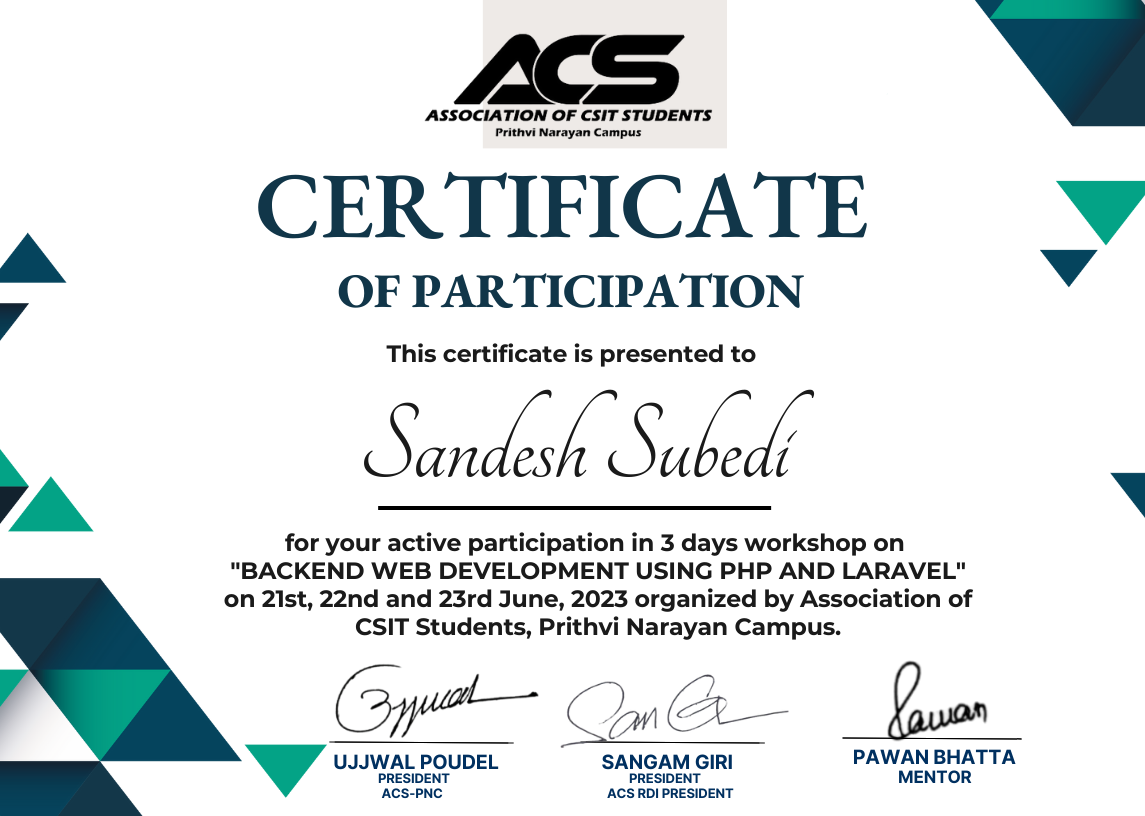 ACS
ASSOCIATION OF CSIT STUDENTS
Prithvi Narayan Campus
CERTIFICATE
OF PARTICIPATION
This certificate is presented to
Sandesh Subedi
for your active participation in 3 days workshop on
"BACKEND WEB DEVELOPMENT USING PHP AND LARAVEL"
on 21st, 22nd and 23rd June, 2023 organized by Association of
CSIT Students, Prithvi Narayan Campus.
UJJWAL POUDEL
PRESIDENT
ACS-PNC
San Gi
SANGAM GIRI
PRESIDENT
ACS RDI PRESIDENT
Pawan
PAWAN BHATTA
MENTOR